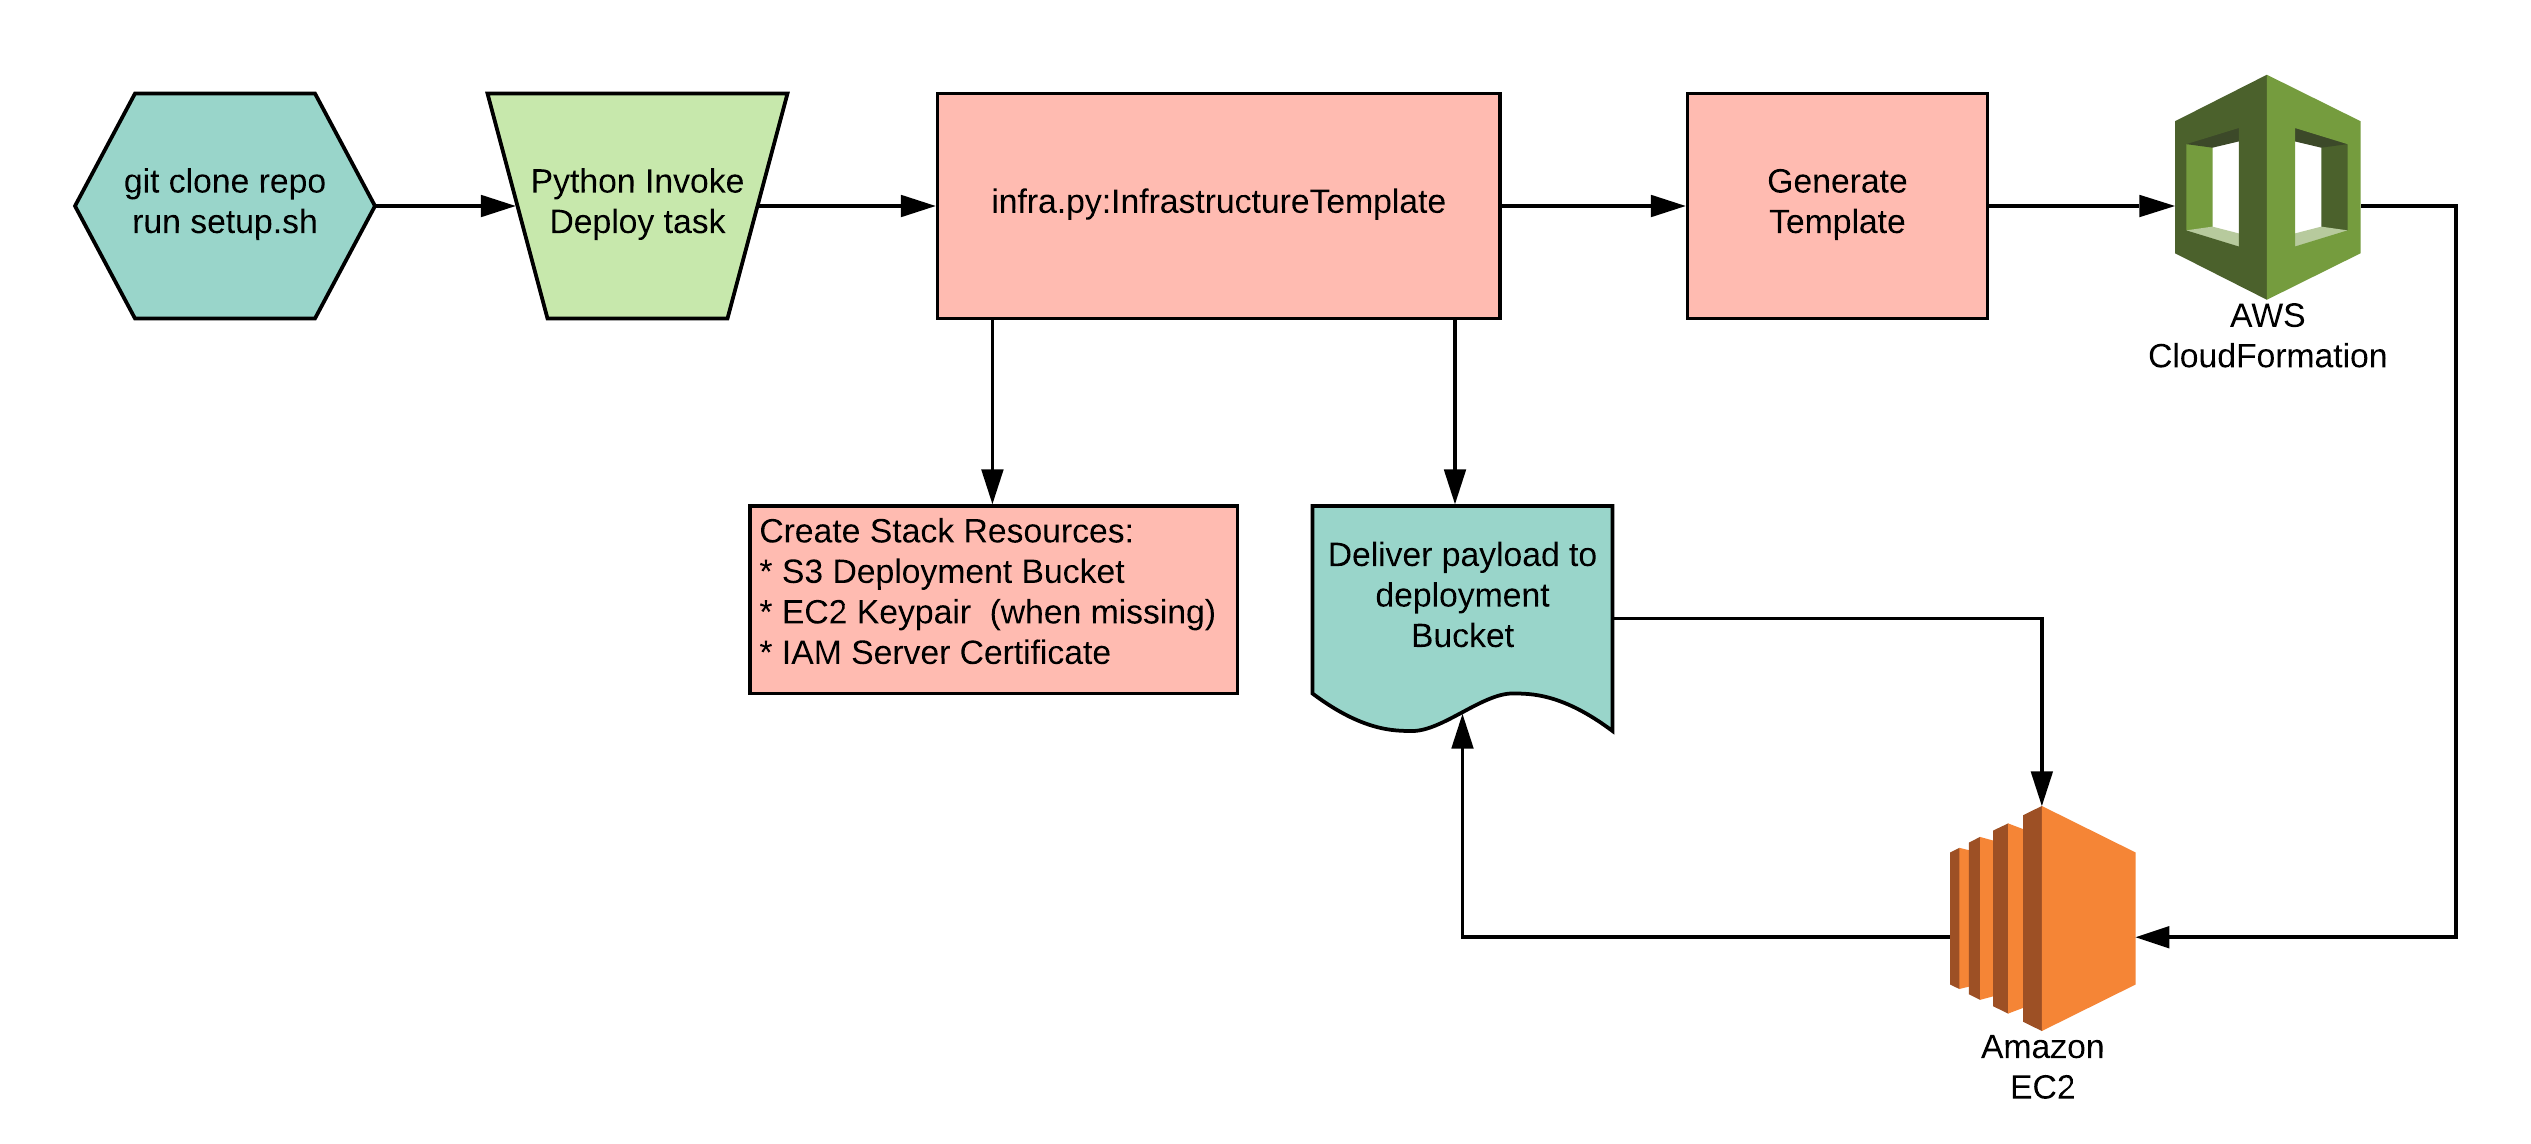 git clone repo
run setup.sh
Python Invoke
Deploy task
infra.py:InfrastructureTemplate
Generate
Template
AWS
CloudFormation
Create Stack Resources:
* S3 Deployment Bucket
* EC2 Keypair  (when missing)
* IAM Server Certificate
Deliver payload to
deployment
Bucket
Amazon
EC2